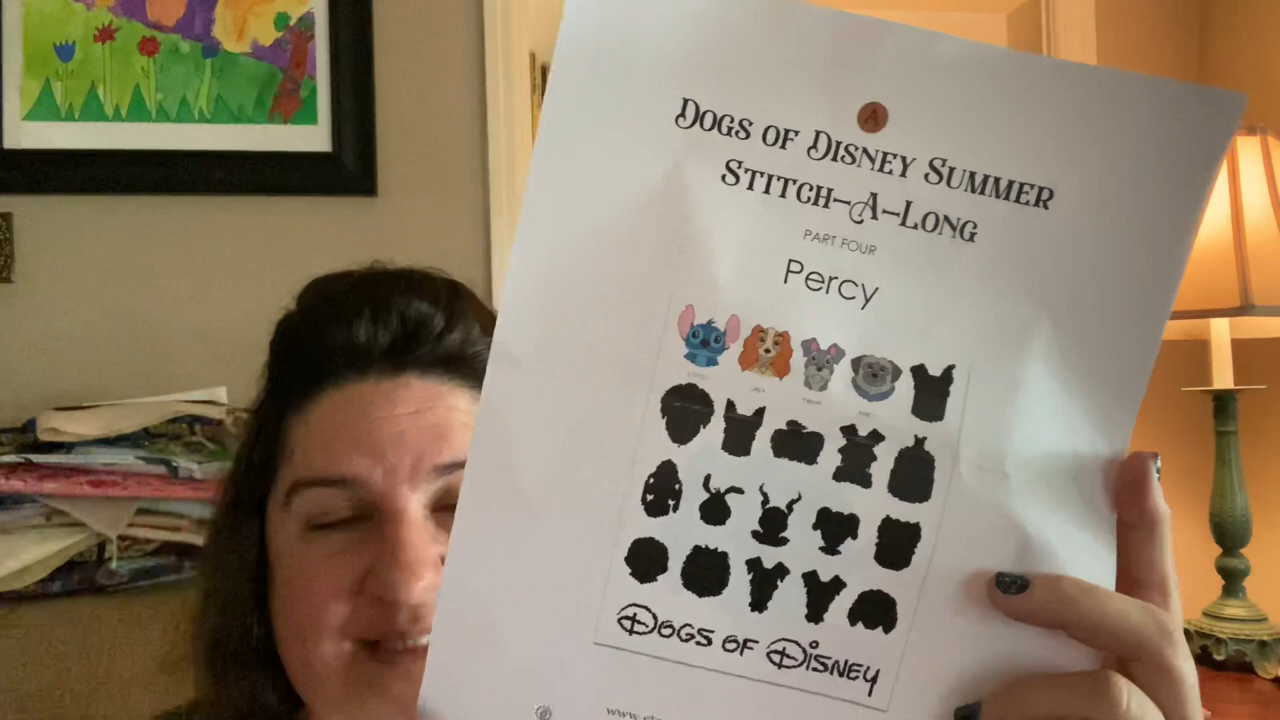 A
Dogs of Disney Summer
Stitch-A-Long
PART FOUR
Percy
Dogs of Disney